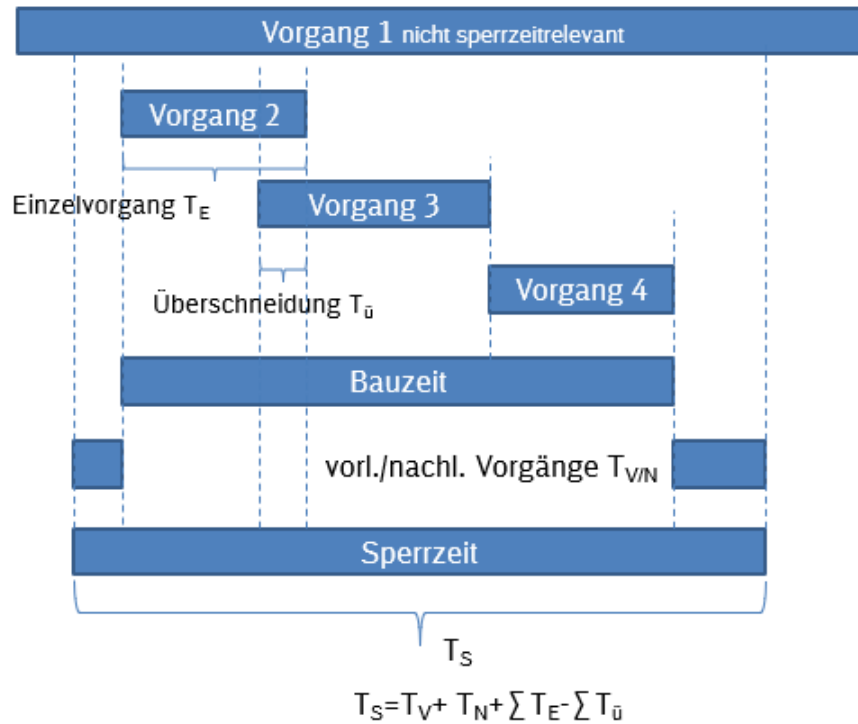 Vorgang 1 nicht sperrzeitrelevant
Vorgang 2
Einzelvorgang T_E
Vorgang 3
Überschneidung T_ü
Vorgang 4
Bauzeit
vorl./nachl. Vorgänge T_V/N
Sperrzeit
T_S
T_S=T_V+ T_N+∑T_E-∑T_ü